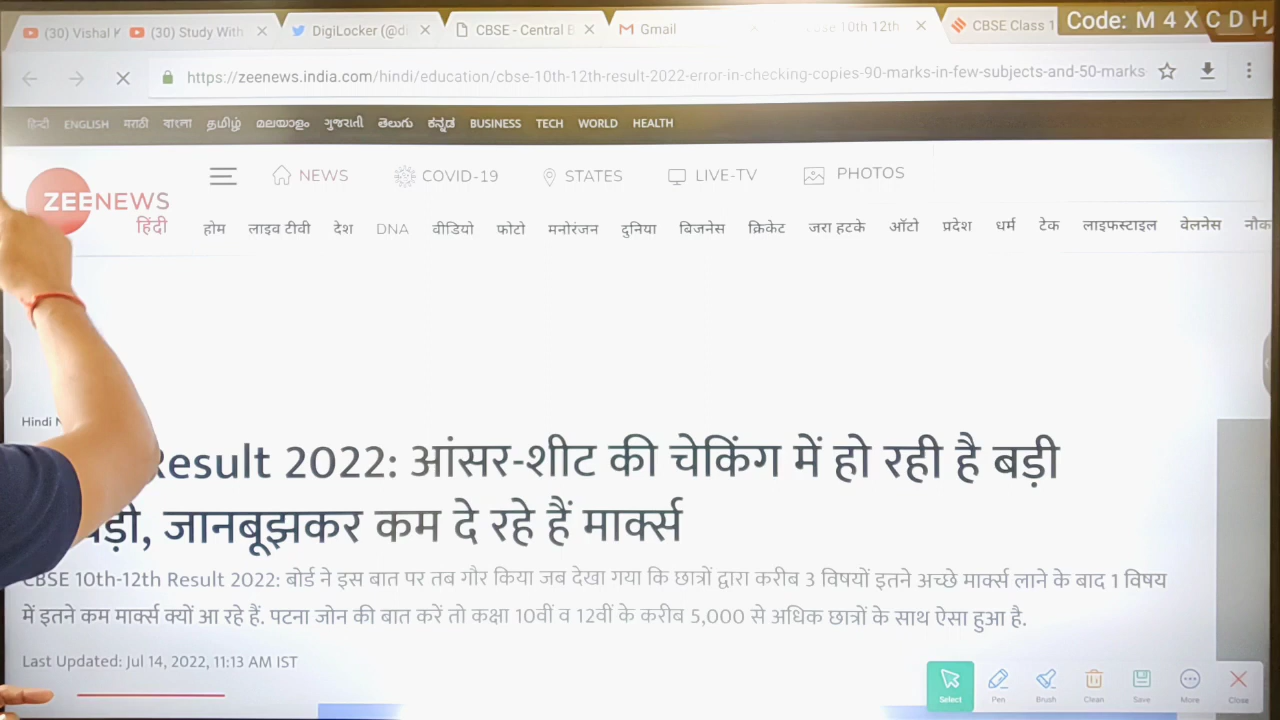 (30) Vishal K
(30) Study With
DigiLocker (@di
CBSE - Central B
Gmail
cbse 10th 12th
CBSE Class 1
Code: M 4 X C D H
https://zeenews.india.com/hindi/education/cbse-10th-12th-result-2022-error-in-checking-copies-90-marks-in-few-subjects-and-50-marks
हिन्दी ENGLISH मराठी বাংলা தமிழ் മലയാളം ગુજરાતી తెలుగు ಕನ್ನಡ BUSINESS TECH WORLD HEALTH
ZEENEWS
हिंदी
NEWS COVID-19 STATES LIVE-TV PHOTOS
होम लाइव टीवी देश DNA वीडियो फोटो मनोरंजन दुनिया बिजनेस क्रिकेट जरा हटके ऑटो प्रदेश धर्म टेक लाइफस्टाइल वेलनेस नौक
Hindi N
Result 2022: आंसर-शीट की चेकिंग में हो रही है बड़ी
ड़ी, जानबूझकर कम दे रहे हैं मार्क्स
CBSE 10th-12th Result 2022: बोर्ड ने इस बात पर तब गौर किया जब देखा गया कि छात्रों द्वारा करीब 3 विषयों इतने अच्छे मार्क्स लाने के बाद 1 विषय
में इतने कम मार्क्स क्यों आ रहे हैं. पटना जोन की बात करें तो कक्षा 10वीं व 12वीं के करीब 5,000 से अधिक छात्रों के साथ ऐसा हुआ है.
Last Updated: Jul 14, 2022, 11:13 AM IST
Select Pen Brush Clean Save More Close